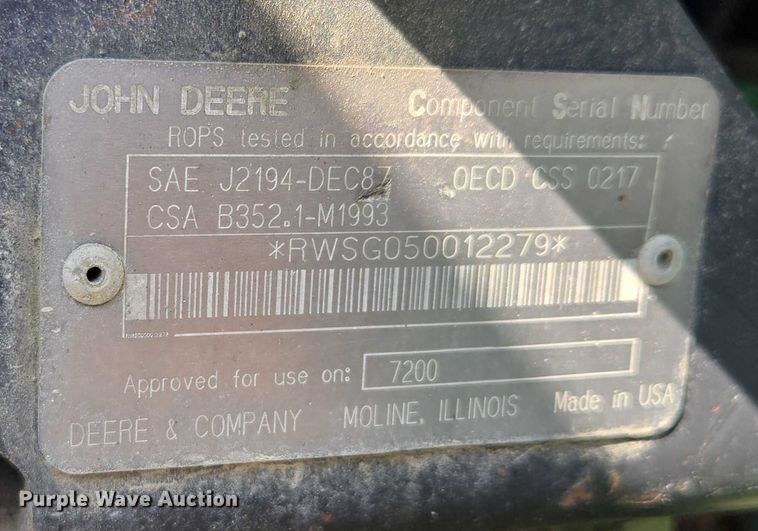 JOHN DEERE Component Serial Number
ROPS tested in accordance with requirements:
SAE J2194-DEC87 OECD CSS 0217
CSA B352.1-M1993
*RWSG050012279*
Approved for use on: 7200
DEERE & COMPANY MOLINE, ILLINOIS Made in USA
Purple Wave Auction